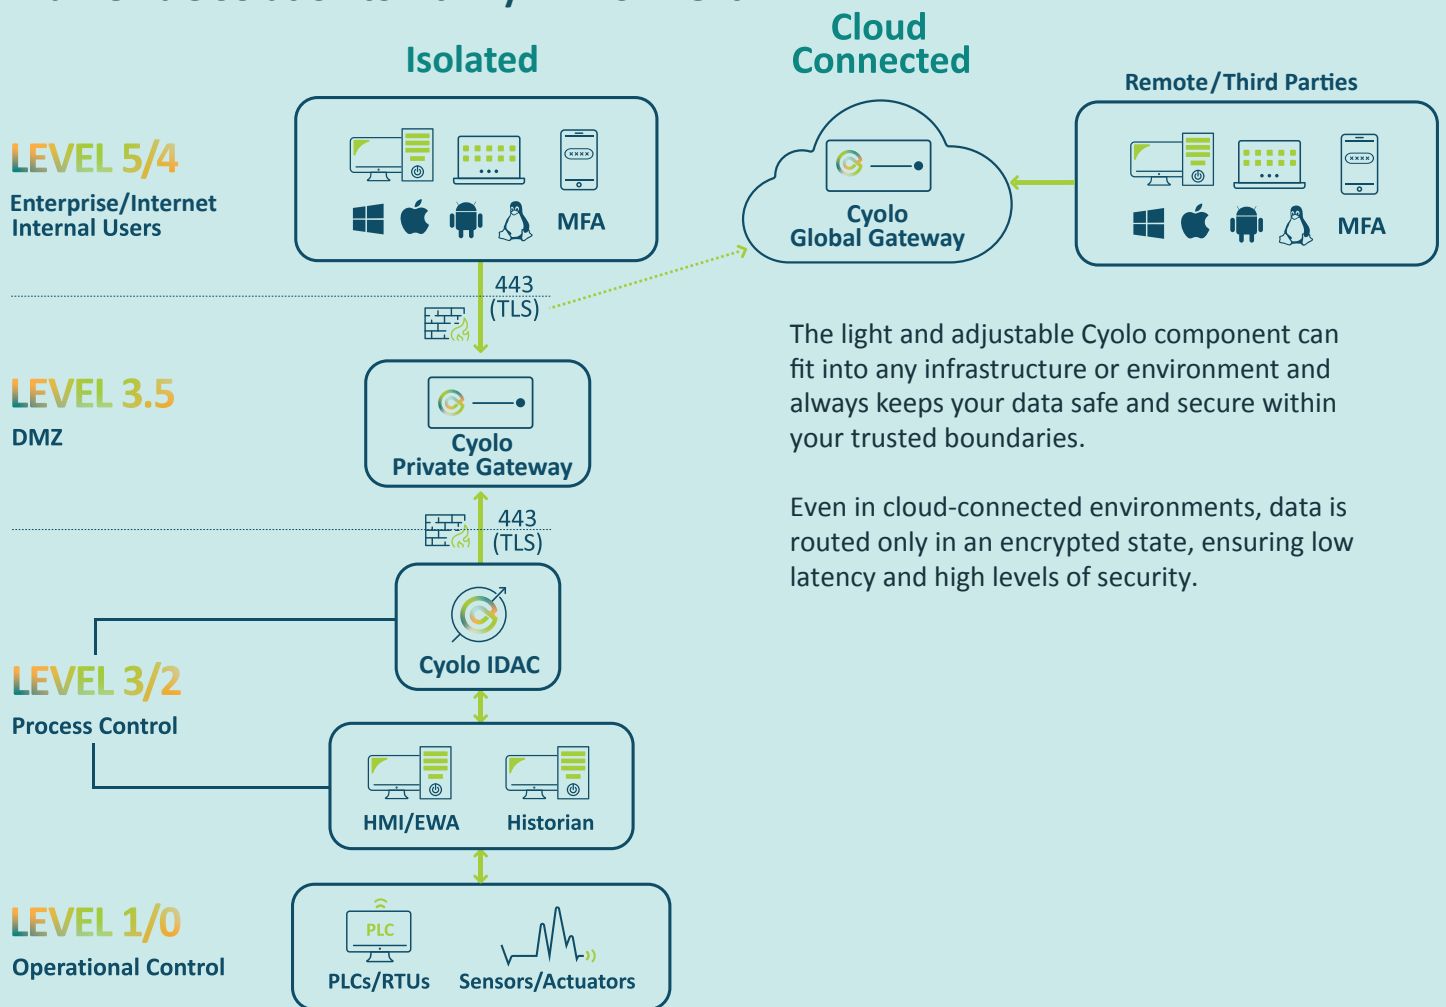 Isolated
Cloud
Connected
Remote/Third Parties
LEVEL 5/4
Enterprise/Internet
Internal Users
xxxx
MFA
Cyolo
Global Gateway
xxxx
MFA
443
(TLS)
The light and adjustable Cyolo component can
fit into any infrastructure or environment and
always keeps your data safe and secure within
your trusted boundaries.
Even in cloud-connected environments, data is
routed only in an encrypted state, ensuring low
latency and high levels of security.
LEVEL 3.5
DMZ
Cyolo
Private Gateway
443
(TLS)
Cyolo IDAC
LEVEL 3/2
Process Control
HMI/EWA
Historian
LEVEL 1/0
Operational Control
PLC
PLCs/RTUs
Sensors/Actuators